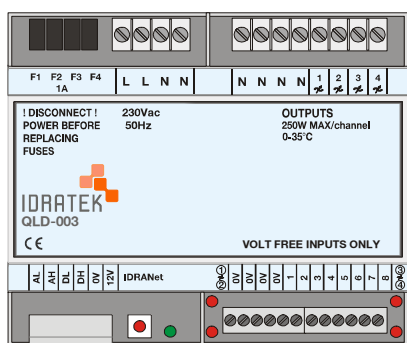 F1 F2 F3 F4
1A
L L N N
N N N N 1 2 3 4
! DISCONNECT !
POWER BEFORE
REPLACING
FUSES
230Vac
50Hz
OUTPUTS
250W MAX/channel
0-35°C
IDRATEK
QLD-003
CE
VOLT FREE INPUTS ONLY
AL AH DL DH 0V 12V IDRANet
1 2 0V 0V 0V 0V 1 2 3 4 5 6 7 8 3 4